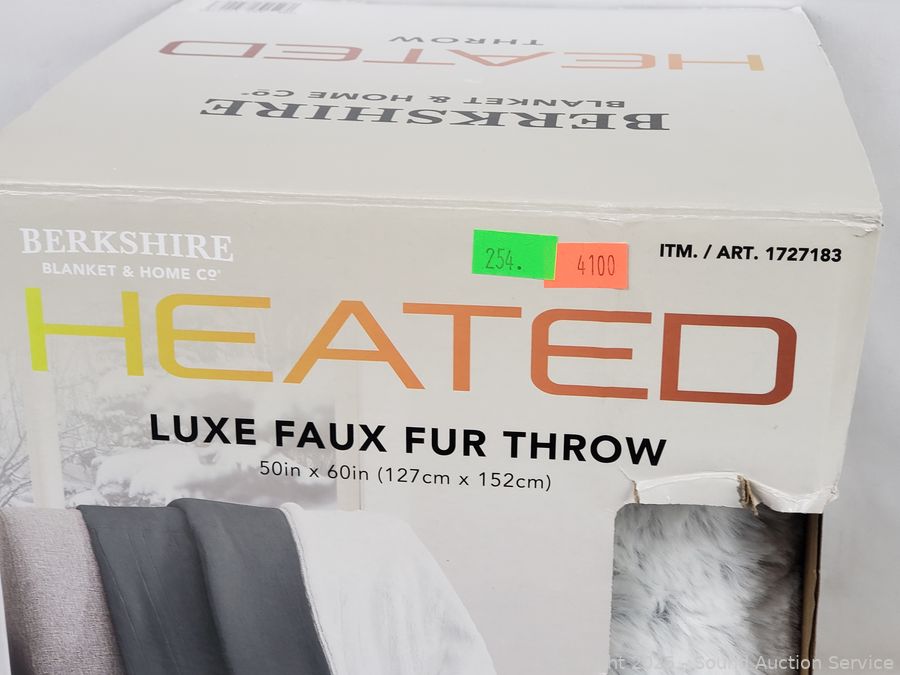 HEATED
THROW
BERKSHIRE
BLANKET & HOME Cº
BERKSHIRE
BLANKET & HOME Cº
254.
4100
ITM. / ART. 1727183
HEATED
LUXE FAUX FUR THROW
50in x 60in (127cm x 152cm)
2025 - Sound Auction Service